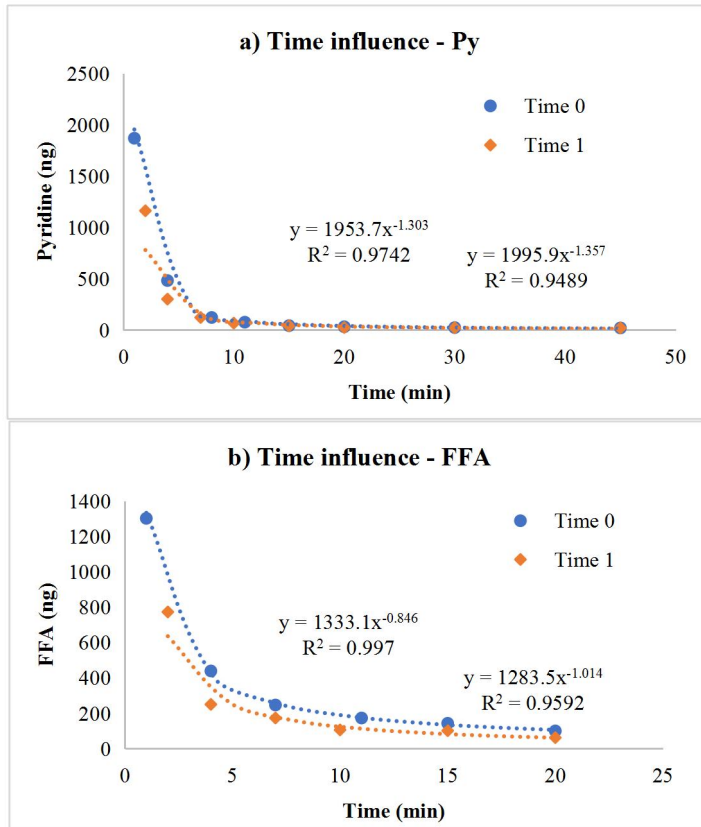 a) Time influence - Py
2500
2000
1500
1000
500
0
Pyridine (ng)
Time 0
Time 1
y = 1953.7x^-1.303
R² = 0.9742
y = 1995.9x^-1.357
R² = 0.9489
0 10 20 30 40 50
Time (min)
b) Time influence - FFA
1400
1200
1000
800
600
400
200
0
FFA (ng)
Time 0
Time 1
y = 1333.1x^-0.846
R² = 0.997
y = 1283.5x^-1.014
R² = 0.9592
0 5 10 15 20 25
Time (min)